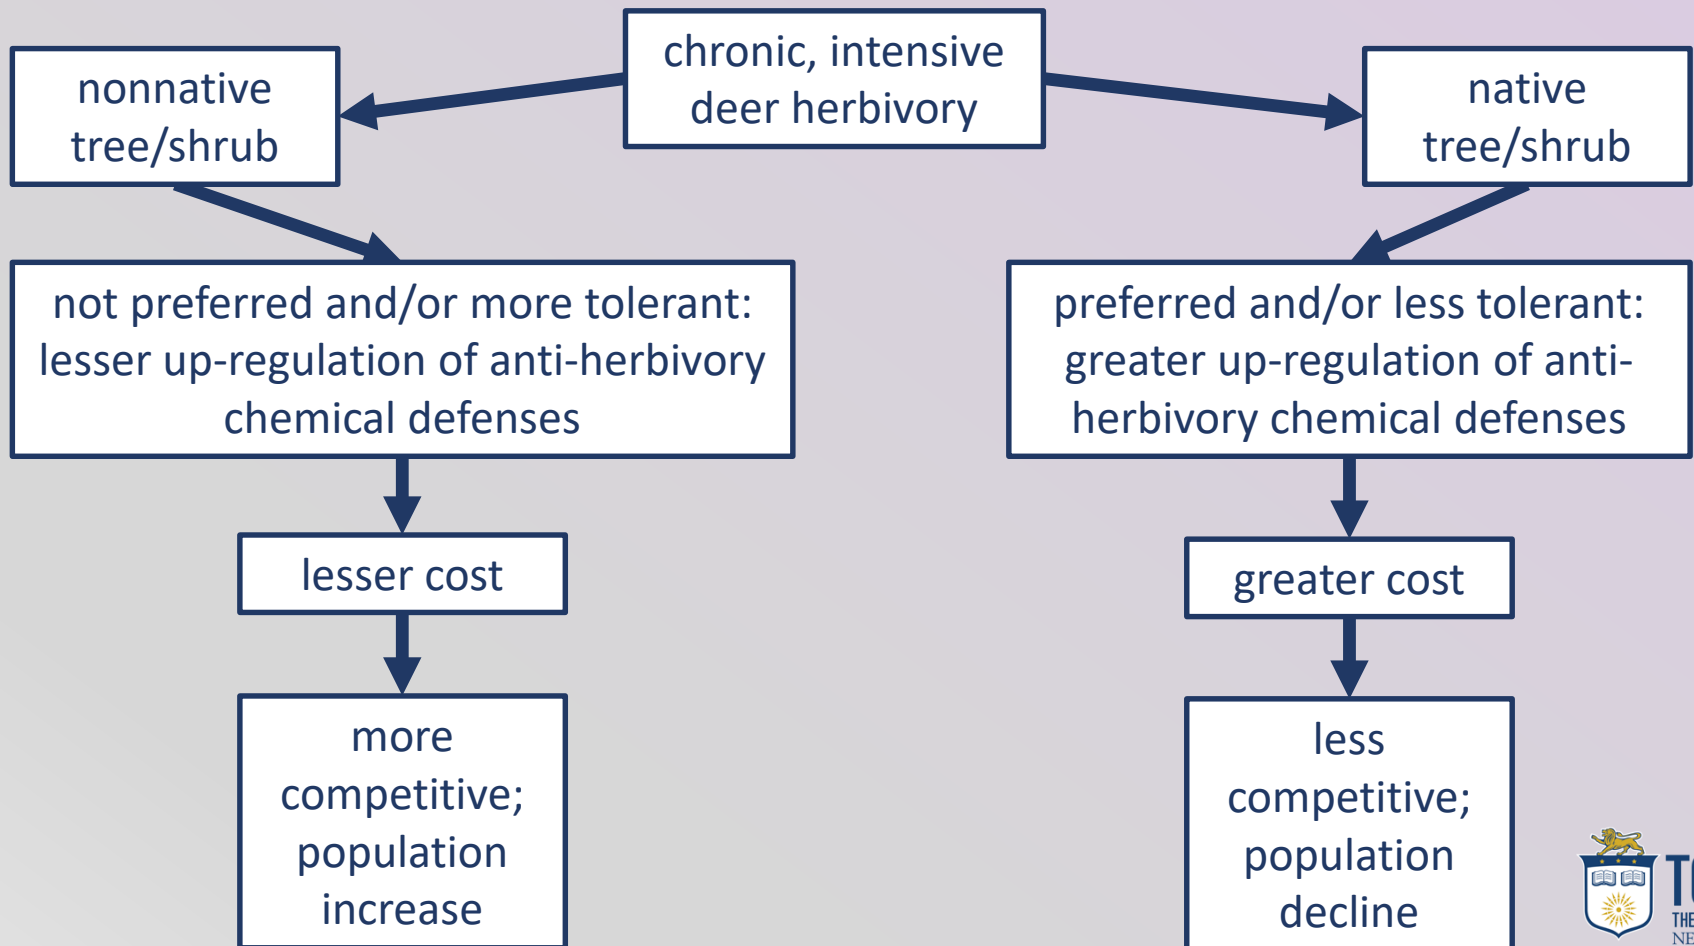 chronic, intensive
deer herbivory
nonnative
tree/shrub
native
tree/shrub
not preferred and/or more tolerant:
lesser up-regulation of anti-herbivory
chemical defenses
preferred and/or less tolerant:
greater up-regulation of anti-
herbivory chemical defenses
lesser cost
greater cost
more
competitive;
population
increase
less
competitive;
population
decline
THE
NE